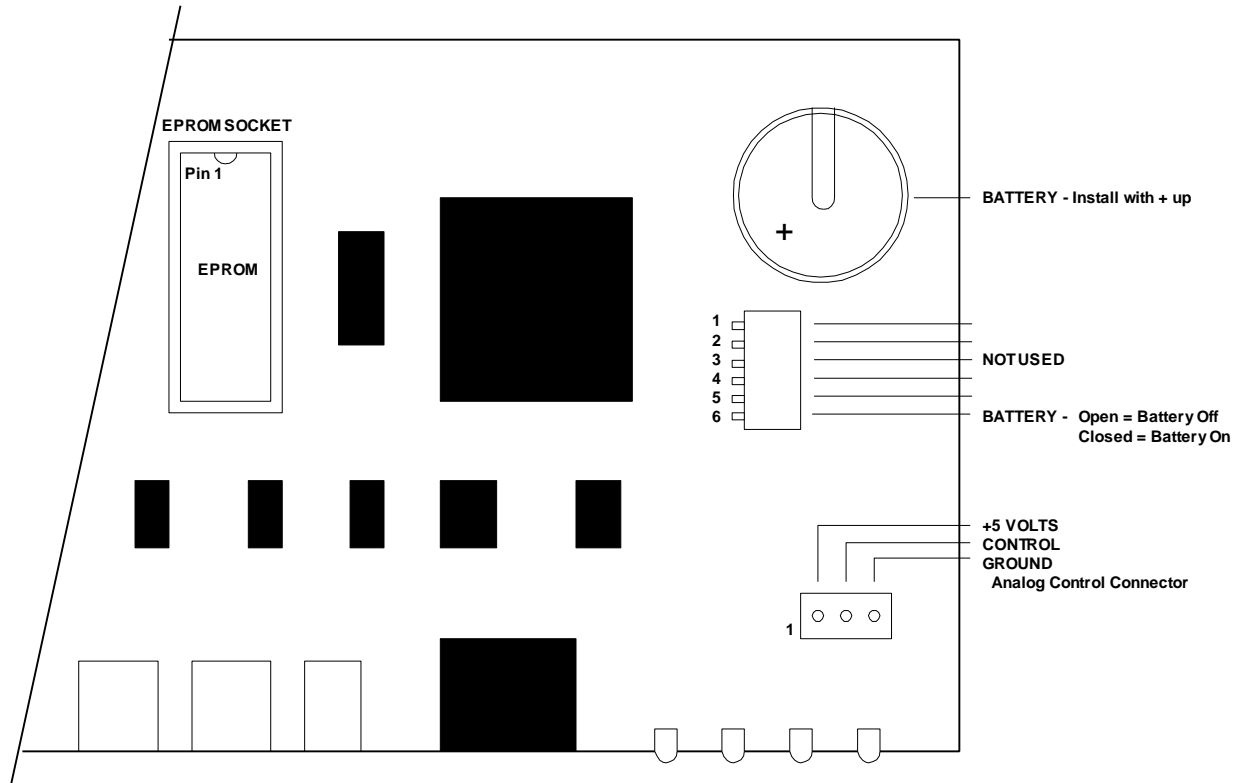 EPROM SOCKET
Pin 1
EPROM
BATTERY - Install with + up
+
1
2
3
4
5
6
NOT USED
BATTERY - Open = Battery Off
Closed = Battery On
+5 VOLTS
CONTROL
GROUND
Analog Control Connector
1